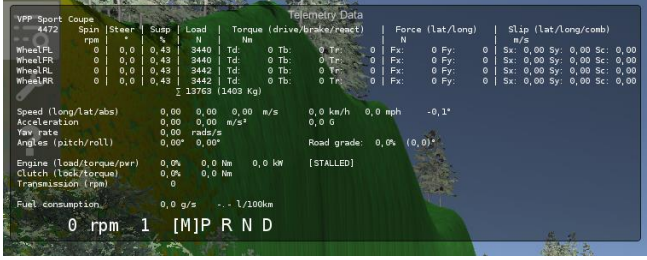 Telemetry Data
VPP Sport Coupe
4472 Spin |Steer | Susp | Load | Torque (drive/brake/react) | Force (lat/long) | Slip (lat/long/comb)
rpm | ° | % | N | Nm | N | m/s
WheelFL 0 | 0,0 | 0,43 | 3440 | Td: 0 Tb: 0 Tr: 0 | Fx: 0 Fy: 0 | Sx: 0,00 Sy: 0,00 Sc: 0,00
WheelFR 0 | 0,0 | 0,43 | 3440 | Td: 0 Tb: 0 Tr: 0 | Fx: 0 Fy: 0 | Sx: 0,00 Sy: 0,00 Sc: 0,00
WheelRL 0 | 0,0 | 0,43 | 3442 | Td: 0 Tb: 0 Tr: 0 | Fx: 0 Fy: 0 | Sx: 0,00 Sy: 0,00 Sc: 0,00
WheelRR 0 | 0,0 | 0,43 | 3442 | Td: 0 Tb: 0 Tr: 0 | Fx: 0 Fy: 0 | Sx: 0,00 Sy: 0,00 Sc: 0,00
Σ 13763 (1403 Kg)
Speed (long/lat/abs) 0,00 0,00 0,00 m/s 0,0 km/h 0,0 mph -0,1°
Acceleration 0,00 0,00 m/s² 0,0 G
Yaw rate 0,00 rads/s
Angles (pitch/roll) 0,00° 0,00° Road grade: 0,0% (0,0)°
Engine (load/torque/pwr) 0,0% 0,0 Nm 0,0 kW [STALLED]
Clutch (lock/torque) 0,0% 0,0 Nm
Transmission (rpm) 0
Fuel consumption 0,0 g/s -.- l/100km
0 rpm 1 [M]P R N D